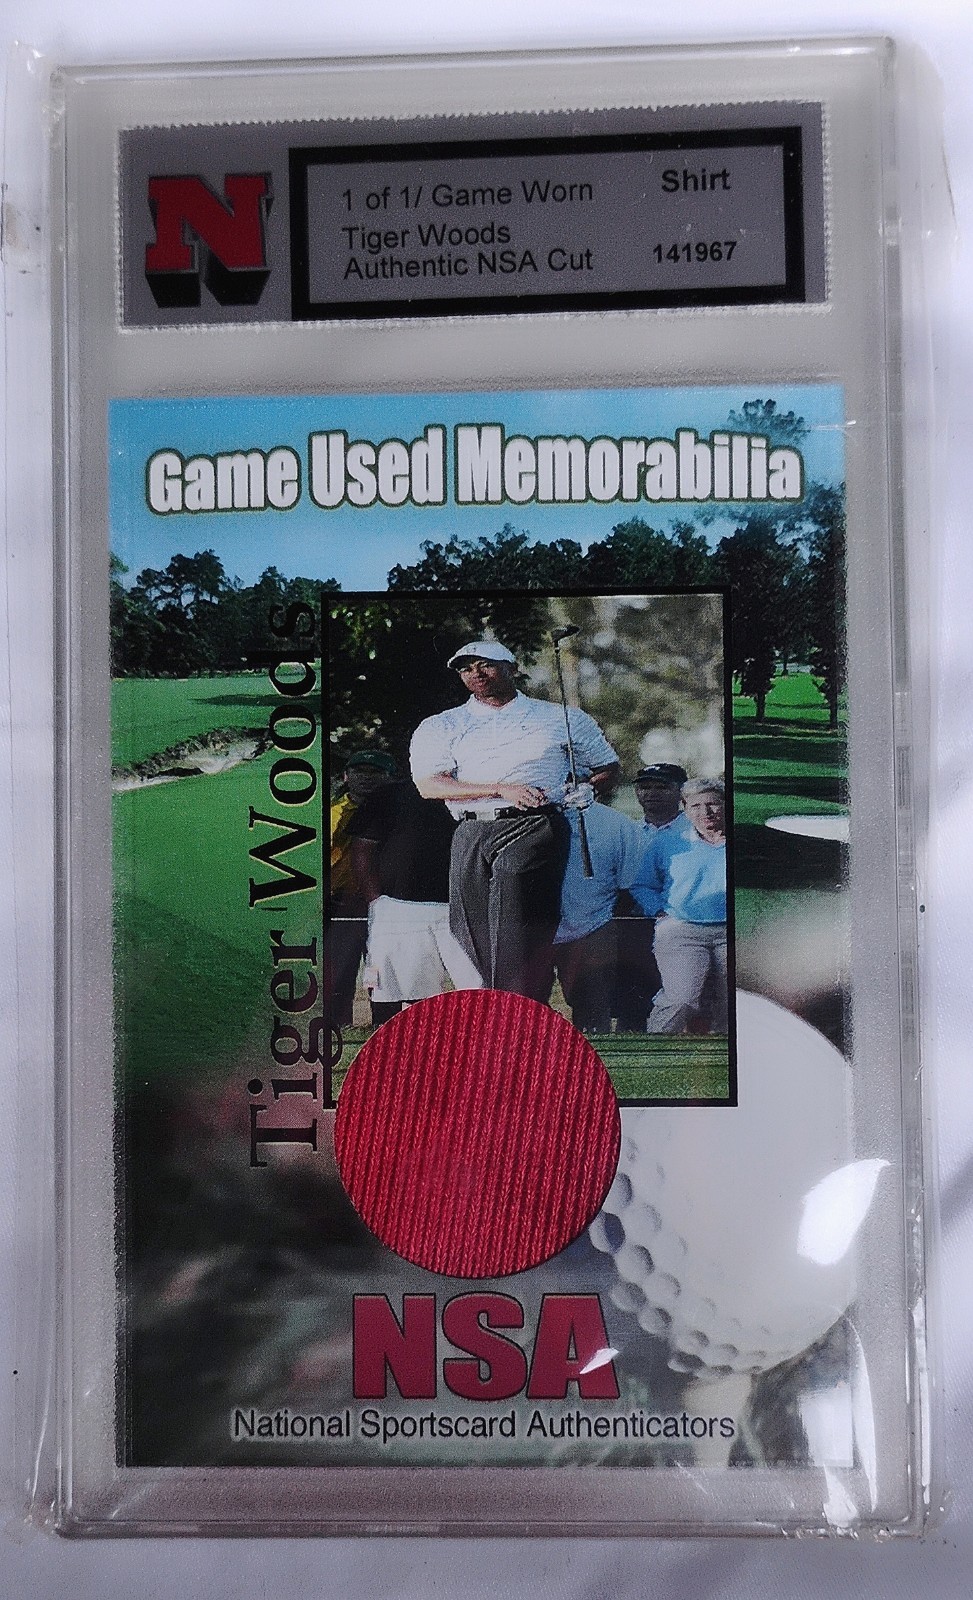 N
1 of 1/ Game Worn Shirt
Tiger Woods
Authentic NSA Cut 141967
Game Used Memorabilia
Tiger Woods
NSA
National Sportscard Authenticators